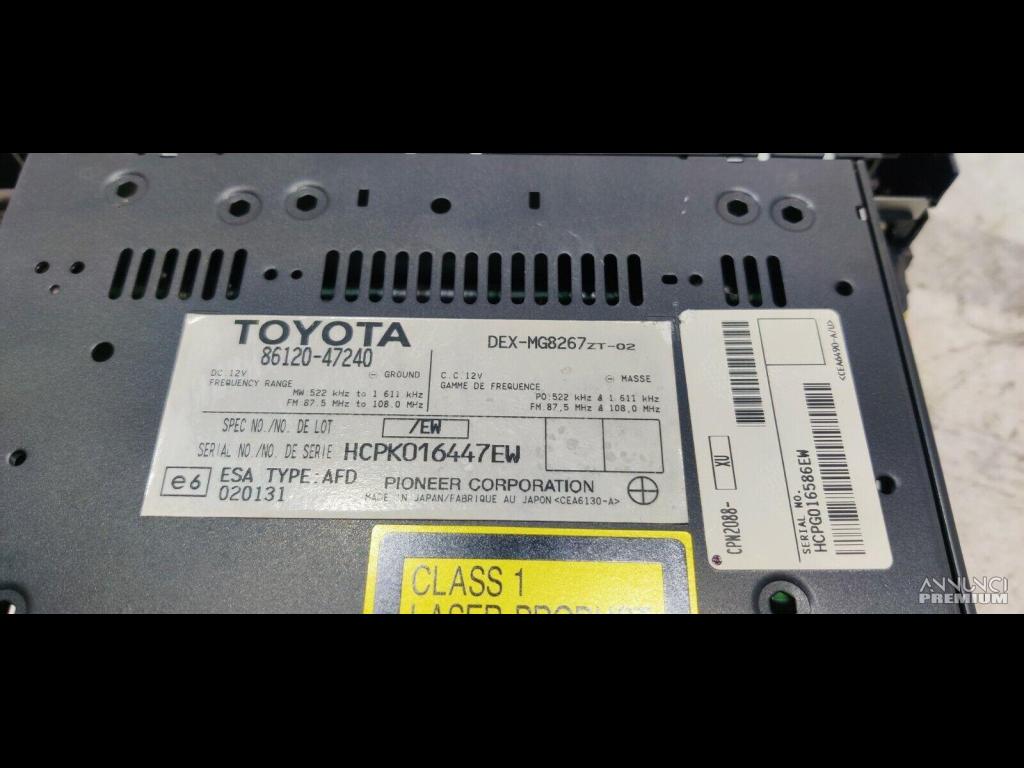 TOYOTA
86120-47240
DEX-MG8267ZT-02
DC.12V ⊖ GROUND
FREQUENCY RANGE
MW.522 kHz to 1 611 kHz
FM.87.5 MHz to 108.0 MHz
C.C.12V ⊖ MASSE
GAMME DE FREQUENCE
PO:522 kHz à 1 611 kHz
FM.87,5 MHz à 108,0 MHz
SPEC NO./NO. DE LOT /EW
SERIAL NO./NO. DE SERIE HCPK016447EW
e6 ESA TYPE:AFD
020131
PIONEER CORPORATION
MADE IN JAPAN/FABRIQUE AU JAPON <CEA6130-A>
CPN2088- XU
SERIAL NO.
HCPG016586EW
<CEA6490-A/U>
CLASS 1
LASER PRODUCT
ANNUNCI
PREMIUM